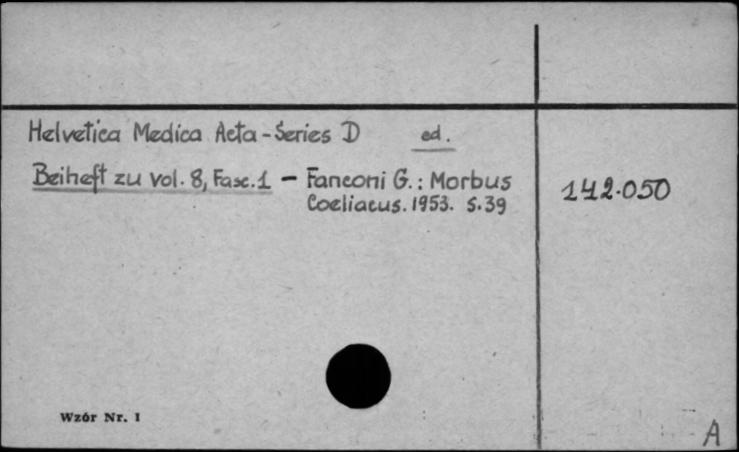 Helvetica Medica Acta - Series D ed.
Beiheft zu vol. 8, Fasc. 1 - Fanconi G.: Morbus
Coeliacus. 1953. S. 39
142.050
Wzór Nr. 1
A